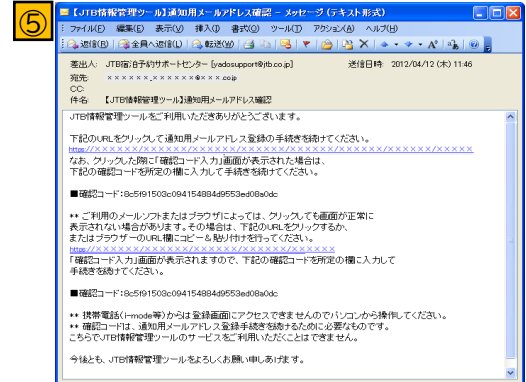 ⑤
【JTB情報管理ツール】通知用メールアドレス確認 - メッセージ (テキスト形式)
ファイル(F) 編集(E) 表示(V) 挿入(I) 書式(O) ツール(T) アクション(A) ヘルプ(H)
返信(R) 全員へ返信(L) 転送(W)
差出人: JTB宿泊予約サポートセンター [yadosupport@jtb.co.jp] 送信日時: 2012/04/12 (木) 11:46
宛先: ××××××_××××××@×××.co.jp
CC:
件名: 【JTB情報管理ツール】通知用メールアドレス確認
JTB情報管理ツールをご利用いただきありがとうございます。
下記のURLをクリックして通知用メールアドレス登録の手続きを続けてください。
https://××××××/××××××/××××××/××××××/××××××/××××××/×××××
なお、クリックした際に「確認コード入力」画面が表示された場合は、
下記の確認コードを所定の欄に入力して手続きを続けてください。
■確認コード:8c5f91503c094154884d9553ed08a0dc
** ご利用のメールソフトまたはブラウザによっては、クリックしても画面が正常に
表示されない場合があります。その場合は、下記のURLをクリックするか、
またはブラウザーのURL欄にコピー＆貼り付けを行ってください。
https://××××××/××××××/××××××/××××××/××××××
「確認コード入力」画面が表示されますので、下記の確認コードを所定の欄に入力して
手続きを続けてください。
■確認コード:8c5f91503c094154884d9553ed08a0dc
** 携帯電話(i-mode等)からは登録画面にアクセスできませんのでパソコンから操作してください。
** 確認コードは、通知用メールアドレス登録手続きを続けるために必要なものです。
こちらでJTB情報管理ツールのサービスをご利用いただくことはできません。
今後とも、JTB情報管理ツールをよろしくお願い申しあげます。